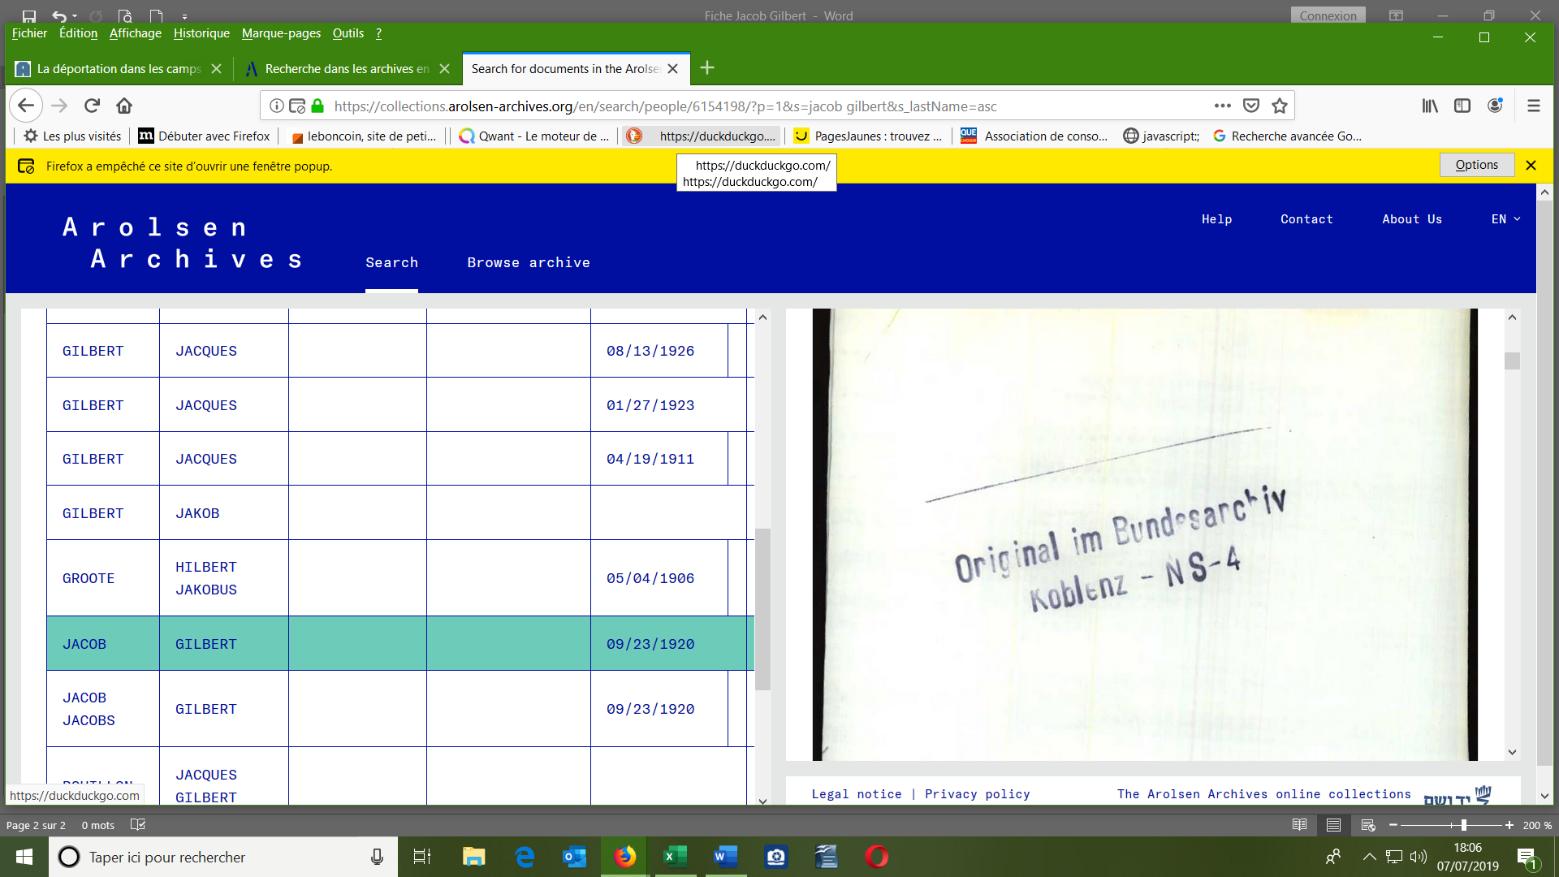 Fiche Jacob Gilbert - Word
Connexion
Fichier Édition Affichage Historique Marque-pages Outils ?
La déportation dans les camps
Recherche dans les archives en
Search for documents in the Arolse
https://collections.arolsen-archives.org/en/search/people/6154198/?p=1&s=jacob gilbert&s_lastName=asc
Les plus visités
Débuter avec Firefox
leboncoin, site de peti...
Qwant - Le moteur de ...
https://duckduckgo....
PagesJaunes : trouvez ...
Association de conso...
javascript:;
Recherche avancée Go...
Firefox a empêché ce site d'ouvrir une fenêtre popup.
Options
https://duckduckgo.com/
https://duckduckgo.com/
Arolsen
Archives
Search
Browse archive
Help
Contact
About Us
EN
GILBERT JACQUES 08/13/1926
GILBERT JACQUES 01/27/1923
GILBERT JACQUES 04/19/1911
GILBERT JAKOB
GROOTE HILBERT JAKOBUS 05/04/1906
JACOB GILBERT 09/23/1920
JACOB JACOBS GILBERT 09/23/1920
JACQUES
GILBERT
Original im Bundesarchiv
Koblenz - NS-4
https://duckduckgo.com
Legal notice | Privacy policy
The Arolsen Archives online collections
יד ושם
Page 2 sur 2 0 mots
200 %
Taper ici pour rechercher
18:06
07/07/2019
1